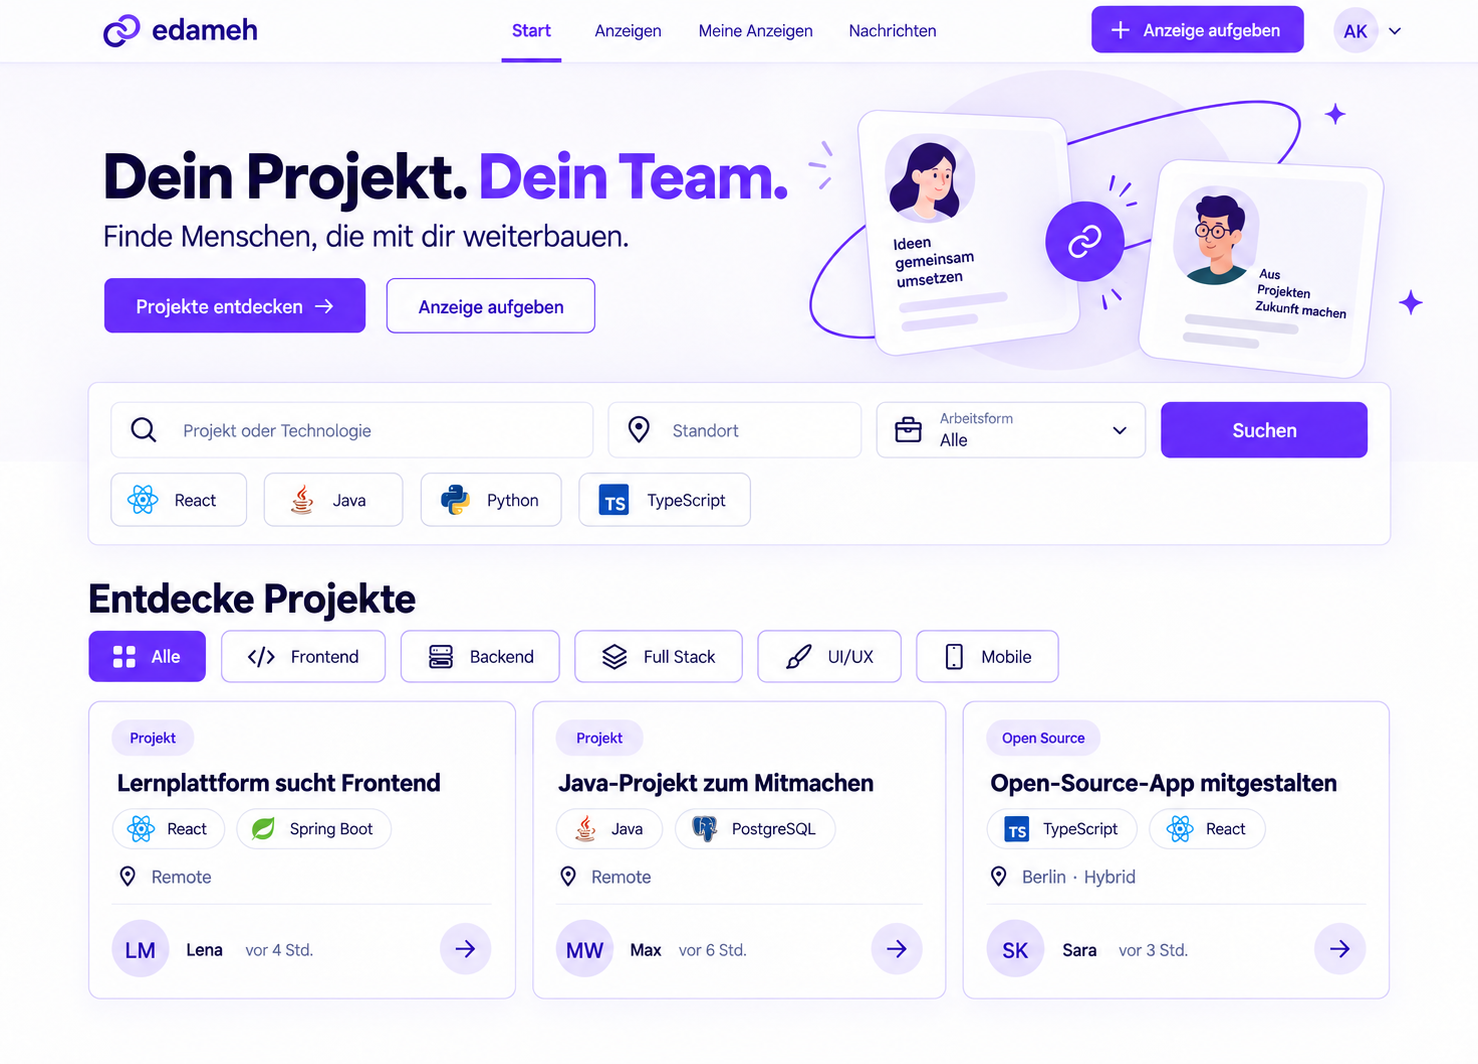 edameh
Start
Anzeigen
Meine Anzeigen
Nachrichten
Anzeige aufgeben
AK
Dein Projekt. Dein Team.
Finde Menschen, die mit dir weiterbauen.
Projekte entdecken
Anzeige aufgeben
Ideen
gemeinsam
umsetzen
Aus
Projekten
Zukunft machen
Projekt oder Technologie
Standort
Arbeitsform
Alle
Suchen
React
Java
Python
TS
TypeScript
Entdecke Projekte
Alle
Frontend
Backend
Full Stack
UI/UX
Mobile
Projekt
Lernplattform sucht Frontend
React
Spring Boot
Remote
LM
Lena
vor 4 Std.
Projekt
Java-Projekt zum Mitmachen
Java
PostgreSQL
Remote
MW
Max
vor 6 Std.
Open Source
Open-Source-App mitgestalten
TS
TypeScript
React
Berlin · Hybrid
SK
Sara
vor 3 Std.